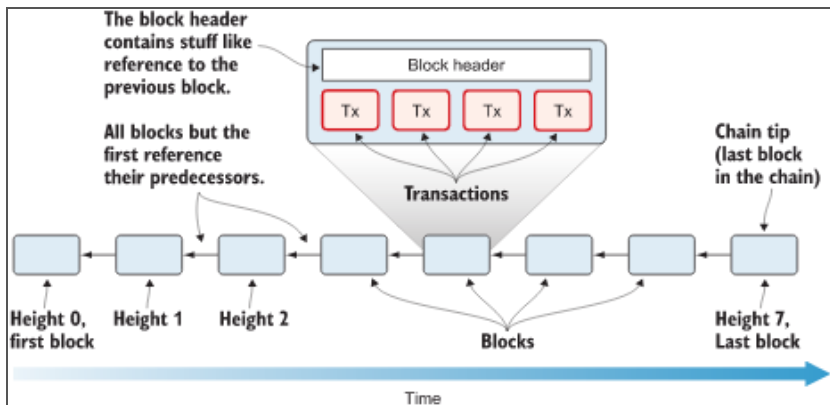 The block header
contains stuff like
reference to the
previous block.
Block header
Tx Tx Tx Tx
All blocks but the
first reference
their predecessors.
Transactions
Chain tip
(last block
in the chain)
Height 0,
first block
Height 1
Height 2
Blocks
Height 7,
Last block
Time